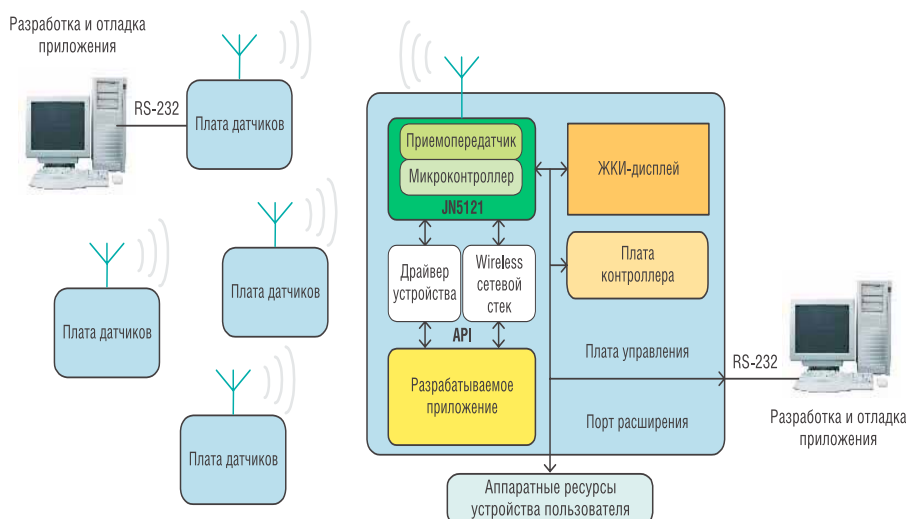 Разработка и отладка
приложения
RS-232
Плата датчиков
Плата датчиков
Плата датчиков
Плата датчиков
Приемопередатчик
Микроконтроллер
JN5121
ЖКИ-дисплей
Драйвер
устройства
Wireless
сетевой
стек
Плата
контроллера
API
Разрабатываемое
приложение
Плата управления
RS-232
Порт расширения
Разработка и отладка
приложения
Аппаратные ресурсы
устройства пользователя